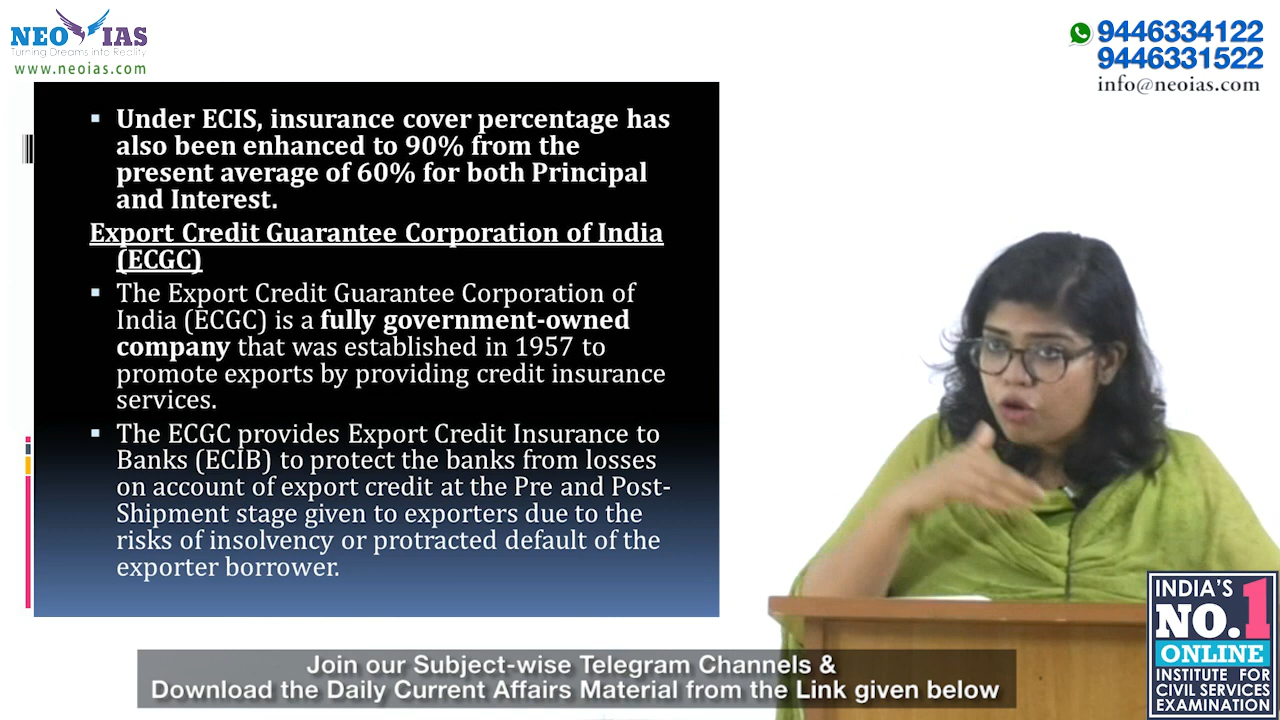 NEO IAS
Turning Dreams into Reality
www.neoias.com
9446334122
9446331522
info@neoias.com
Under ECIS, insurance cover percentage has
also been enhanced to 90% from the
present average of 60% for both Principal
and Interest.
Export Credit Guarantee Corporation of India
(ECGC)
The Export Credit Guarantee Corporation of
India (ECGC) is a fully government-owned
company that was established in 1957 to
promote exports by providing credit insurance
services.
The ECGC provides Export Credit Insurance to
Banks (ECIB) to protect the banks from losses
on account of export credit at the Pre and Post-
Shipment stage given to exporters due to the
risks of insolvency or protracted default of the
exporter borrower.
INDIA'S
NO.1
ONLINE
INSTITUTE FOR
CIVIL SERVICES
EXAMINATION
Join our Subject-wise Telegram Channels &
Download the Daily Current Affairs Material from the Link given below